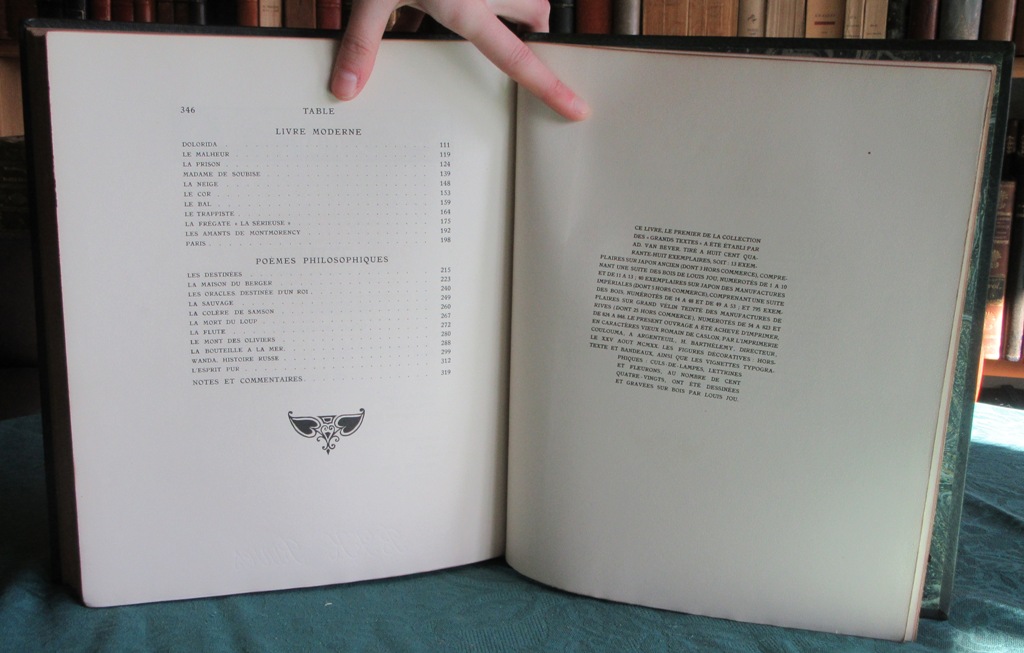 346 TABLE
LIVRE MODERNE
DOLORIDA 111
LE MALHEUR 119
LA PRISON 124
MADAME DE SOUBISE 139
LA NEIGE 148
LE COR 153
LE BAL 159
LE TRAPPISTE 164
LA FRÉGATE « LA SÉRIEUSE » 175
LES AMANTS DE MONTMORENCY 192
PARIS 198
POÈMES PHILOSOPHIQUES
LES DESTINÉES 215
LA MAISON DU BERGER 223
LES ORACLES DESTINÉE D'UN ROI 240
LA SAUVAGE 249
LA COLÈRE DE SAMSON 260
LA MORT DU LOUP 267
LA FLUTE 272
LE MONT DES OLIVIERS 280
LA BOUTEILLE A LA MER 288
WANDA, HISTOIRE RUSSE 299
L'ESPRIT PUR 312
NOTES ET COMMENTAIRES 319
CE LIVRE, LE PREMIER DE LA COLLECTION
DES « GRANDS TEXTES » A ÉTÉ ÉTABLI PAR
AD. VAN BEVER, TIRÉ A HUIT CENT QUA-
RANTE-HUIT EXEMPLAIRES, SOIT : 13 EXEM-
PLAIRES SUR JAPON ANCIEN (DONT 3 HORS COMMERCE), COMPRE-
NANT UNE SUITE DES BOIS DE LOUIS JOU, NUMÉROTÉS DE 1 A 10
ET DE 11 A 13 ; 40 EXEMPLAIRES SUR JAPON DES MANUFACTURES
IMPÉRIALES (DONT 5 HORS COMMERCE), COMPRENANT UNE SUITE
DES BOIS, NUMÉROTÉS DE 14 A 48 ET DE 49 A 53 ; ET 795 EXEM-
PLAIRES SUR GRAND VÉLIN TEINTÉ DES MANUFACTURES DE
RIVES (DONT 25 HORS COMMERCE), NUMÉROTÉS DE 54 A 823 ET
DE 824 A 848. LE PRÉSENT OUVRAGE A ÉTÉ ACHEVÉ D'IMPRIMER,
EN CARACTÈRES VIEUX ROMAIN DE CASLON, PAR L'IMPRIMERIE
COULOUMA, A ARGENTEUIL, H. BARTHÉLEMY, DIRECTEUR,
LE XXV AOUT MCMXX. LES FIGURES DÉCORATIVES : HORS-
TEXTE ET BANDEAUX, AINSI QUE LES VIGNETTES TYPOGRA-
PHIQUES : CULS-DE-LAMPES, LETTRINES
ET FLEURONS, AU NOMBRE DE CENT
QUATRE-VINGTS, ONT ÉTÉ DESSINÉES
ET GRAVÉES SUR BOIS PAR LOUIS JOU.